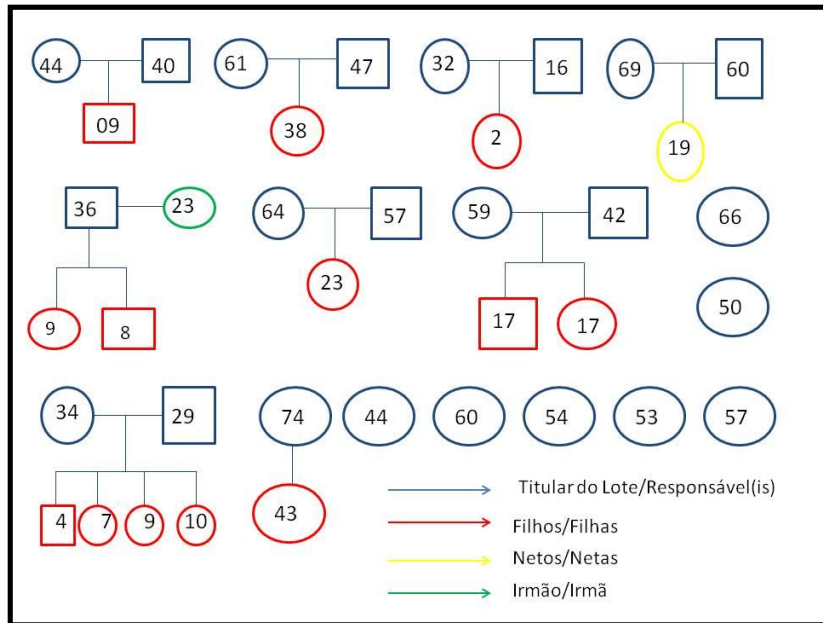 44 40 61 47 32 16 69 60
09 38 2 19
36 23 64 57 59 42 66
23
9 8 17 17 50
34 29 74 44 60 54 53 57
4 7 9 10 43
Titular do Lote/Responsável(is)
Filhos/Filhas
Netos/Netas
Irmão/Irmã